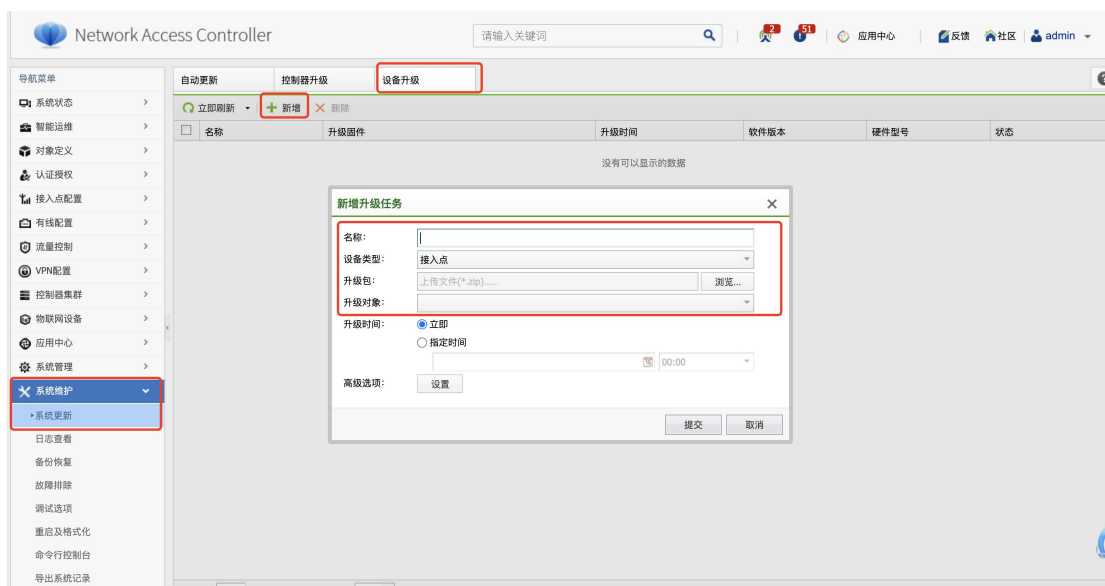 Network Access Controller
请输入关键词
2
51
应用中心
反馈
社区
admin
导航菜单
系统状态
智能运维
对象定义
认证授权
接入点配置
有线配置
流量控制
VPN配置
控制器集群
物联网设备
应用中心
系统管理
系统维护
系统更新
日志查看
备份恢复
故障排除
调试选项
重启及格式化
命令行控制台
导出系统记录
自动更新
控制器升级
设备升级
立即刷新
新增
删除
名称
升级固件
升级时间
软件版本
硬件型号
状态
没有可以显示的数据
新增升级任务
名称:
设备类型: 接入点
升级包: 上传文件(*.zip)...... 浏览...
升级对象:
升级时间: 立即
指定时间
00:00
高级选项: 设置
提交 取消